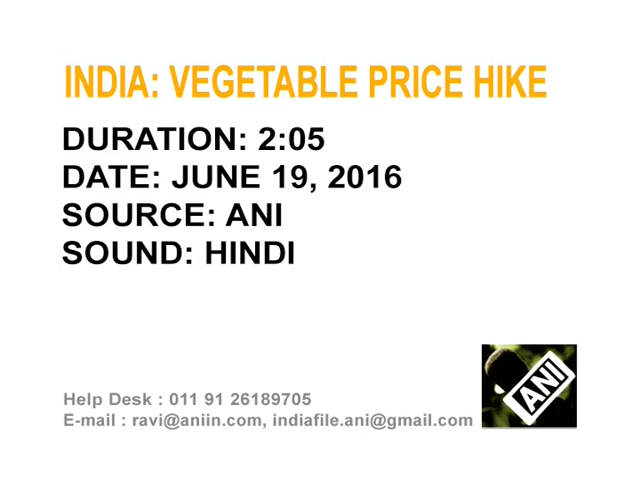 INDIA: VEGETABLE PRICE HIKE
DURATION: 2:05
DATE: JUNE 19, 2016
SOURCE: ANI
SOUND: HINDI
Help Desk : 011 91 26189705
E-mail : ravi@aniin.com, indiafile.ani@gmail.com
ANI